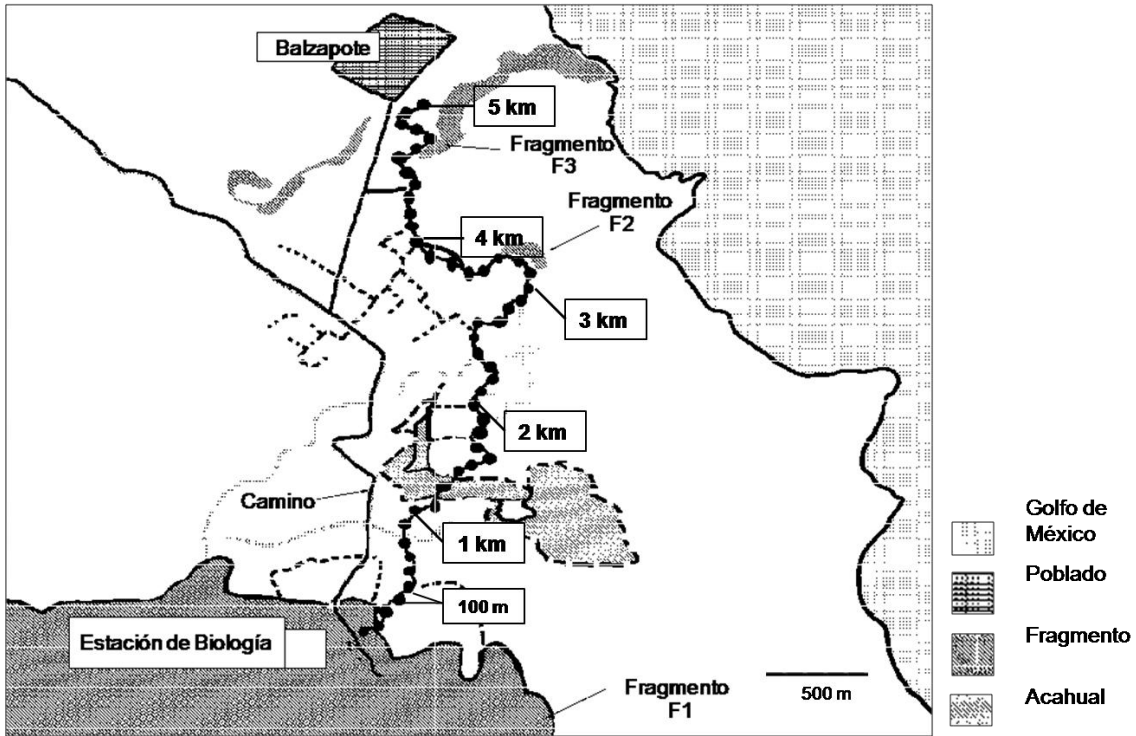 Balzapote
5 km
Fragmento
F3
Fragmento
F2
4 km
3 km
2 km
Camino
1 km
100 m
Estación de Biología
Fragmento
F1
500 m
Golfo de
México
Poblado
Fragmento
Acahual